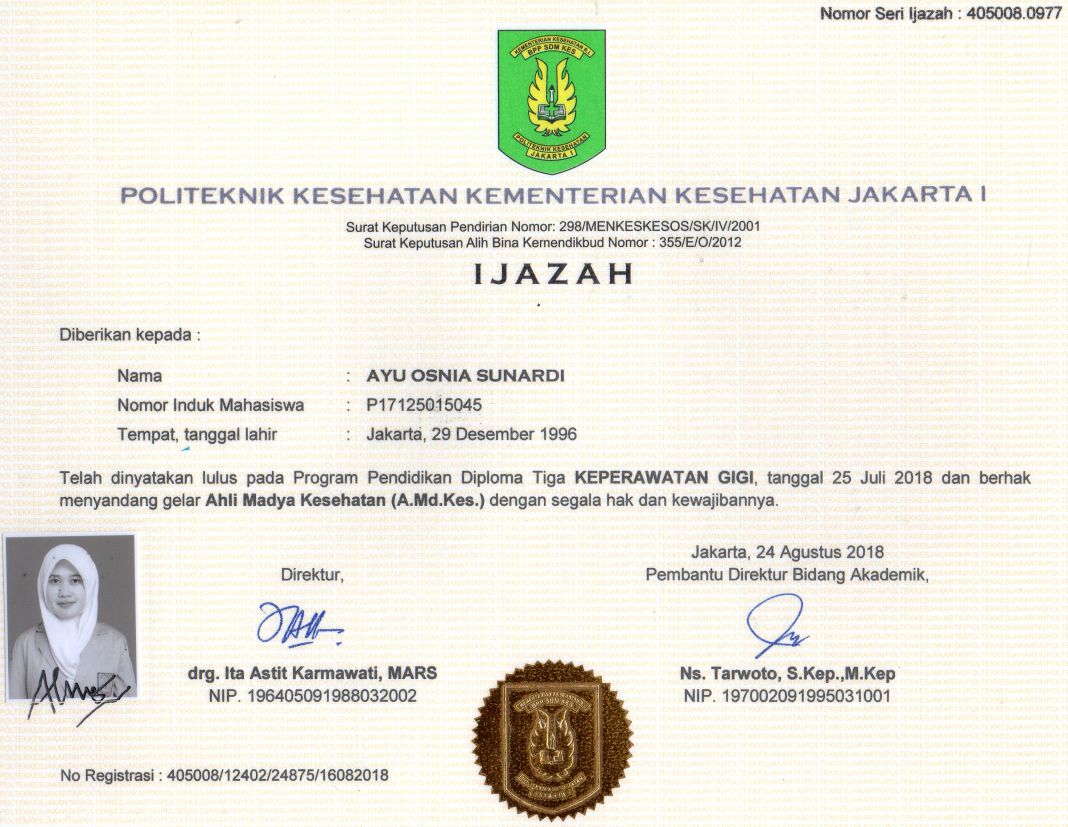 Nomor Seri Ijazah : 405008.0977
KEMENTERIAN KESEHATAN R.I
BPP SDM KES
POLITEKNIK KESEHATAN
JAKARTA I
POLITEKNIK KESEHATAN KEMENTERIAN KESEHATAN JAKARTA I
Surat Keputusan Pendirian Nomor: 298/MENKESKESOS/SK/IV/2001
Surat Keputusan Alih Bina Kemendikbud Nomor : 355/E/O/2012
IJAZAH
Diberikan kepada :
Nama : AYU OSNIA SUNARDI
Nomor Induk Mahasiswa : P17125015045
Tempat, tanggal lahir : Jakarta, 29 Desember 1996
Telah dinyatakan lulus pada Program Pendidikan Diploma Tiga KEPERAWATAN GIGI, tanggal 25 Juli 2018 dan berhak
menyandang gelar Ahli Madya Kesehatan (A.Md.Kes.) dengan segala hak dan kewajibannya.
Jakarta, 24 Agustus 2018
Direktur,
Pembantu Direktur Bidang Akademik,
drg. Ita Astit Karmawati, MARS
NIP. 196405091988032002
Ns. Tarwoto, S.Kep.,M.Kep
NIP. 197002091995031001
No Registrasi : 405008/12402/24875/16082018